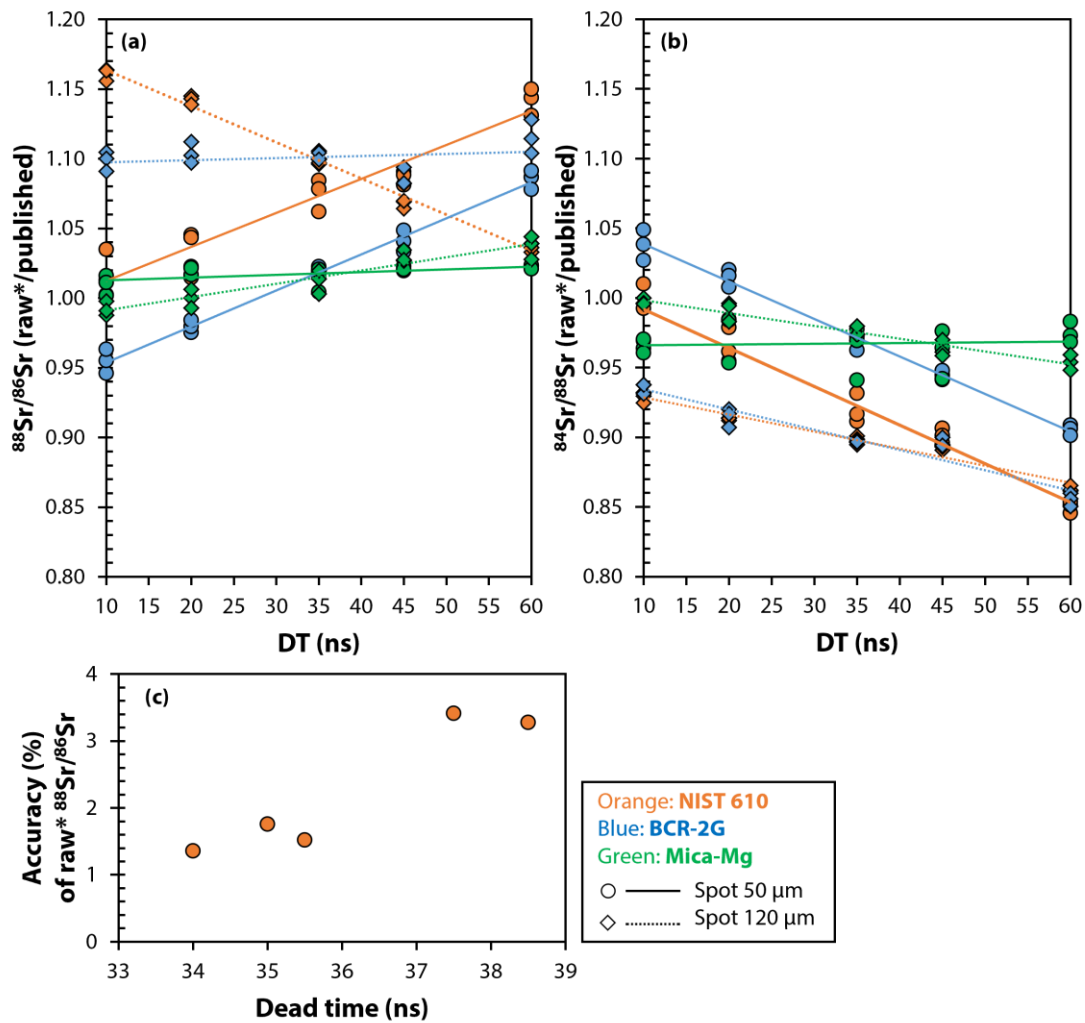 (a)
⁸⁸Sr/⁸⁶Sr (raw*/published)
1.20
1.15
1.10
1.05
1.00
0.95
0.90
0.85
0.80
10 15 20 25 30 35 40 45 50 55 60
DT (ns)
(b)
⁸⁴Sr/⁸⁸Sr (raw*/published)
1.20
1.15
1.10
1.05
1.00
0.95
0.90
0.85
0.80
10 15 20 25 30 35 40 45 50 55 60
DT (ns)
(c)
Accuracy (%)
of raw* ⁸⁸Sr/⁸⁶Sr
4
3
2
1
0
33 34 35 36 37 38 39
Dead time (ns)
Orange: NIST 610
Blue: BCR-2G
Green: Mica-Mg
Spot 50 μm
Spot 120 μm